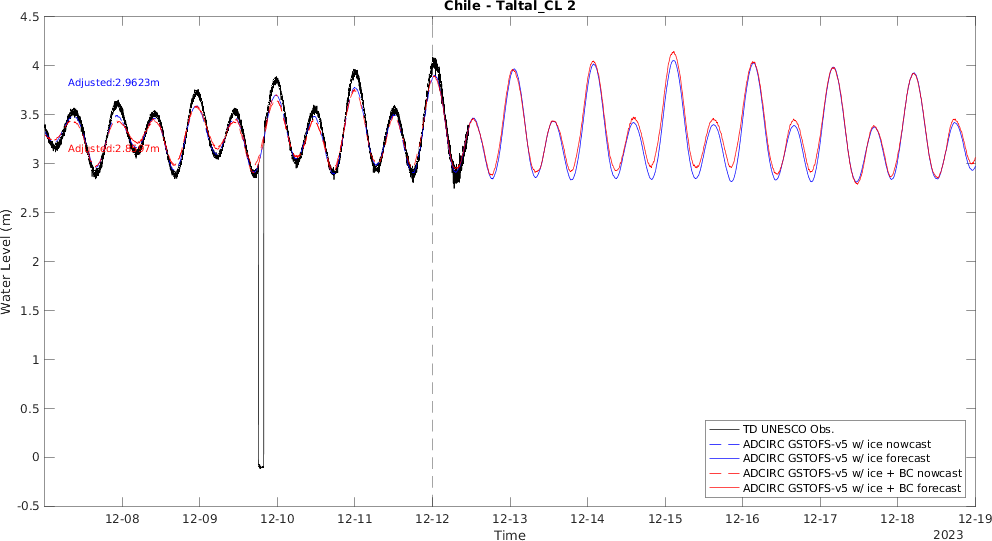 Chile - Taltal_CL 2
4.5
4
3.5
3
2.5
2
1.5
1
0.5
0
-0.5
Water Level (m)
Adjusted:2.9623m
TD UNESCO Obs.
ADCIRC GSTOFS-v5 w/ ice nowcast
ADCIRC GSTOFS-v5 w/ ice forecast
ADCIRC GSTOFS-v5 w/ ice + BC nowcast
ADCIRC GSTOFS-v5 w/ ice + BC forecast
12-08 12-09 12-10 12-11 12-12 12-13 12-14 12-15 12-16 12-17 12-18 12-19
Time
2023